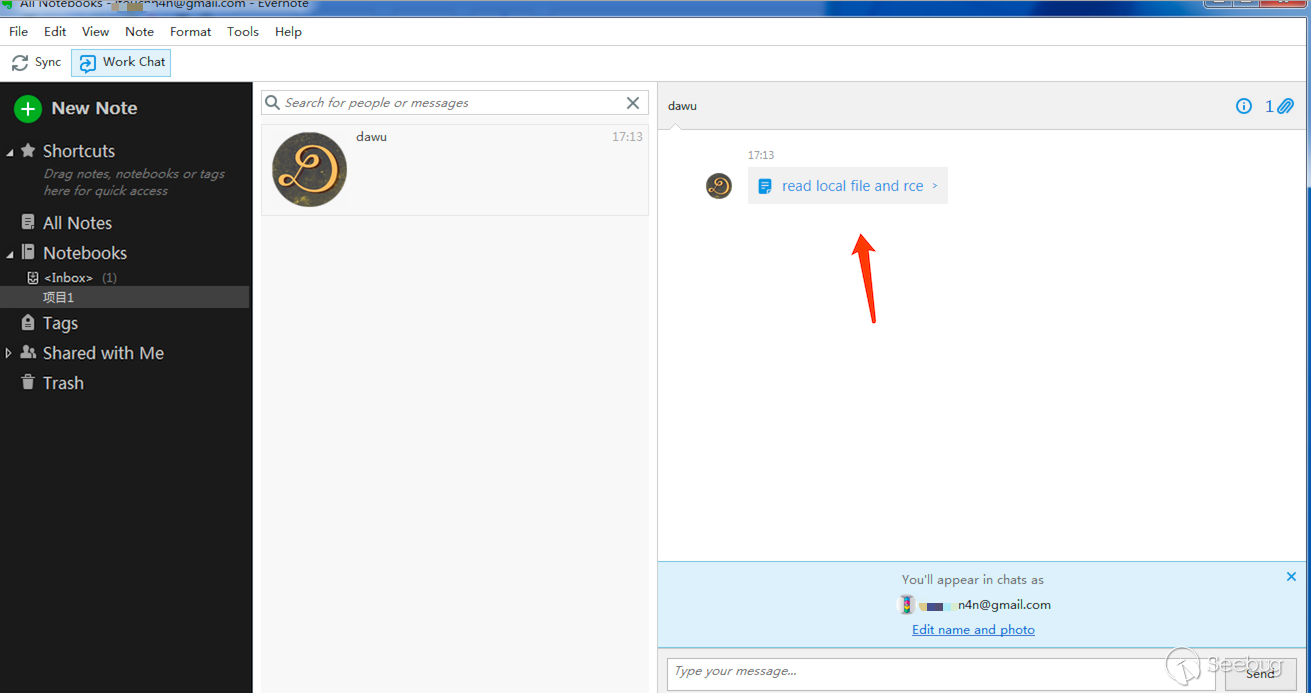 All Notebooks - n4n@gmail.com - Evernote
File Edit View Note Format Tools Help
Sync Work Chat
New Note
Search for people or messages
dawu
1
dawu 17:13
Shortcuts
Drag notes, notebooks or tags
here for quick access
17:13
read local file and rce >
All Notes
Notebooks
<Inbox> (1)
项目1
Tags
Shared with Me
Trash
You'll appear in chats as
n4n@gmail.com
Edit name and photo
Type your message...
Send
Seebug